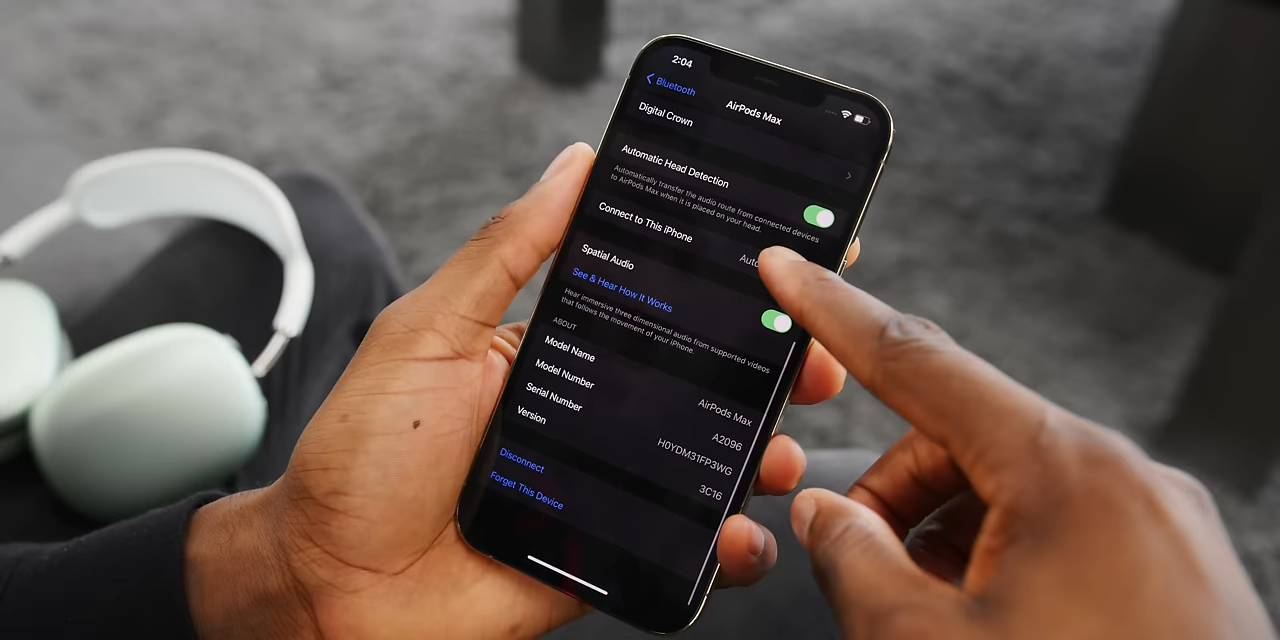 2:04
Bluetooth
AirPods Max
Digital Crown
Automatic Head Detection
Automatically transfer the audio route from connected devices
to AirPods Max when it is placed on your head.
Connect to This iPhone
Spatial Audio
See & Hear How It Works
Hear immersive three dimensional audio from supported videos
that follows the movement of your iPhone.
ABOUT
Model Name
AirPods Max
Model Number
A2096
Serial Number
H0YDM31FP3WG
Version
3C16
Disconnect
Forget This Device